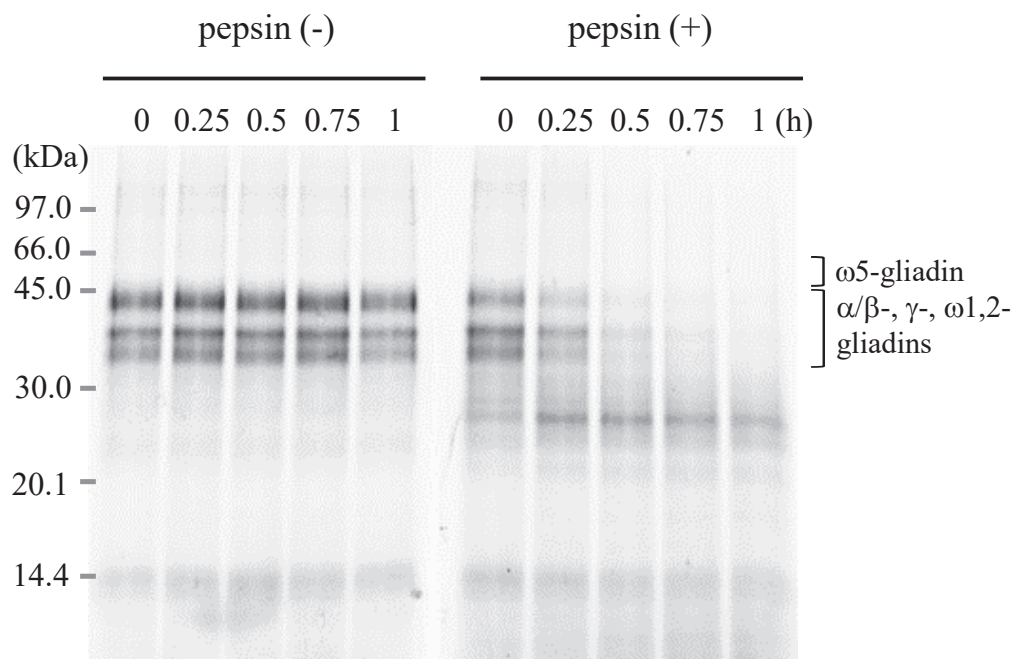 pepsin (-) pepsin (+)
0 0.25 0.5 0.75 1 0 0.25 0.5 0.75 1 (h)
(kDa)
97.0
66.0
45.0
30.0
20.1
14.4
ω5-gliadin
α/β-, γ-, ω1,2-
gliadins